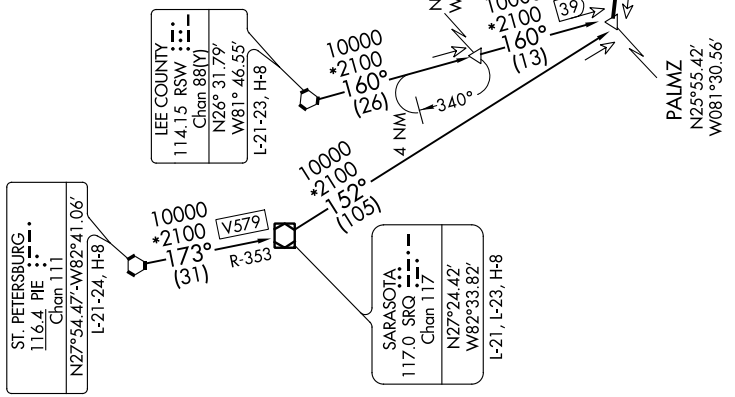 LEE COUNTY
114.15 RSW
Chan 88(Y)
N26° 31.79'
W81° 46.55'
L-21-23, H-8
10000
*2100
160°
(26)
4 NM
340°
10000
*2100
160°
(13)
39
PALMZ
N25°55.42'
W081°30.56'
ST. PETERSBURG
116.4 PIE
Chan 111
N27°54.47'-W82°41.06'
L-21-24, H-8
10000
*2100
173°
(31)
V579
R-353
10000
*2100
152°
(105)
SARASOTA
117.0 SRQ
Chan 117
N27°24.42'
W82°33.82'
L-21, L-23, H-8